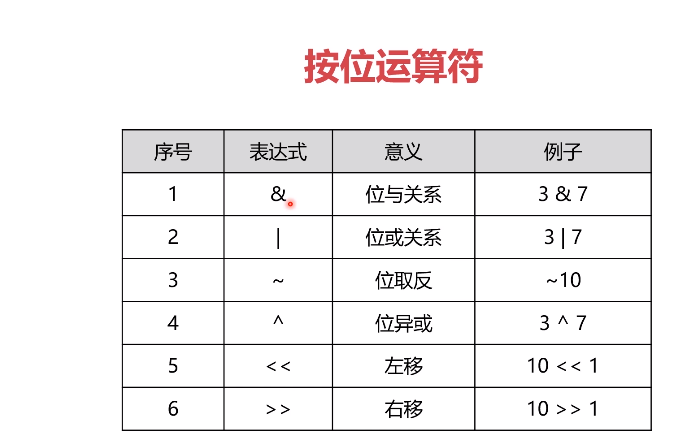 按位运算符
序号 表达式 意义 例子
1 & 位与关系 3 & 7
2 | 位或关系 3 | 7
3 ~ 位取反 ~10
4 ^ 位异或 3 ^ 7
5 << 左移 10 << 1
6 >> 右移 10 >> 1